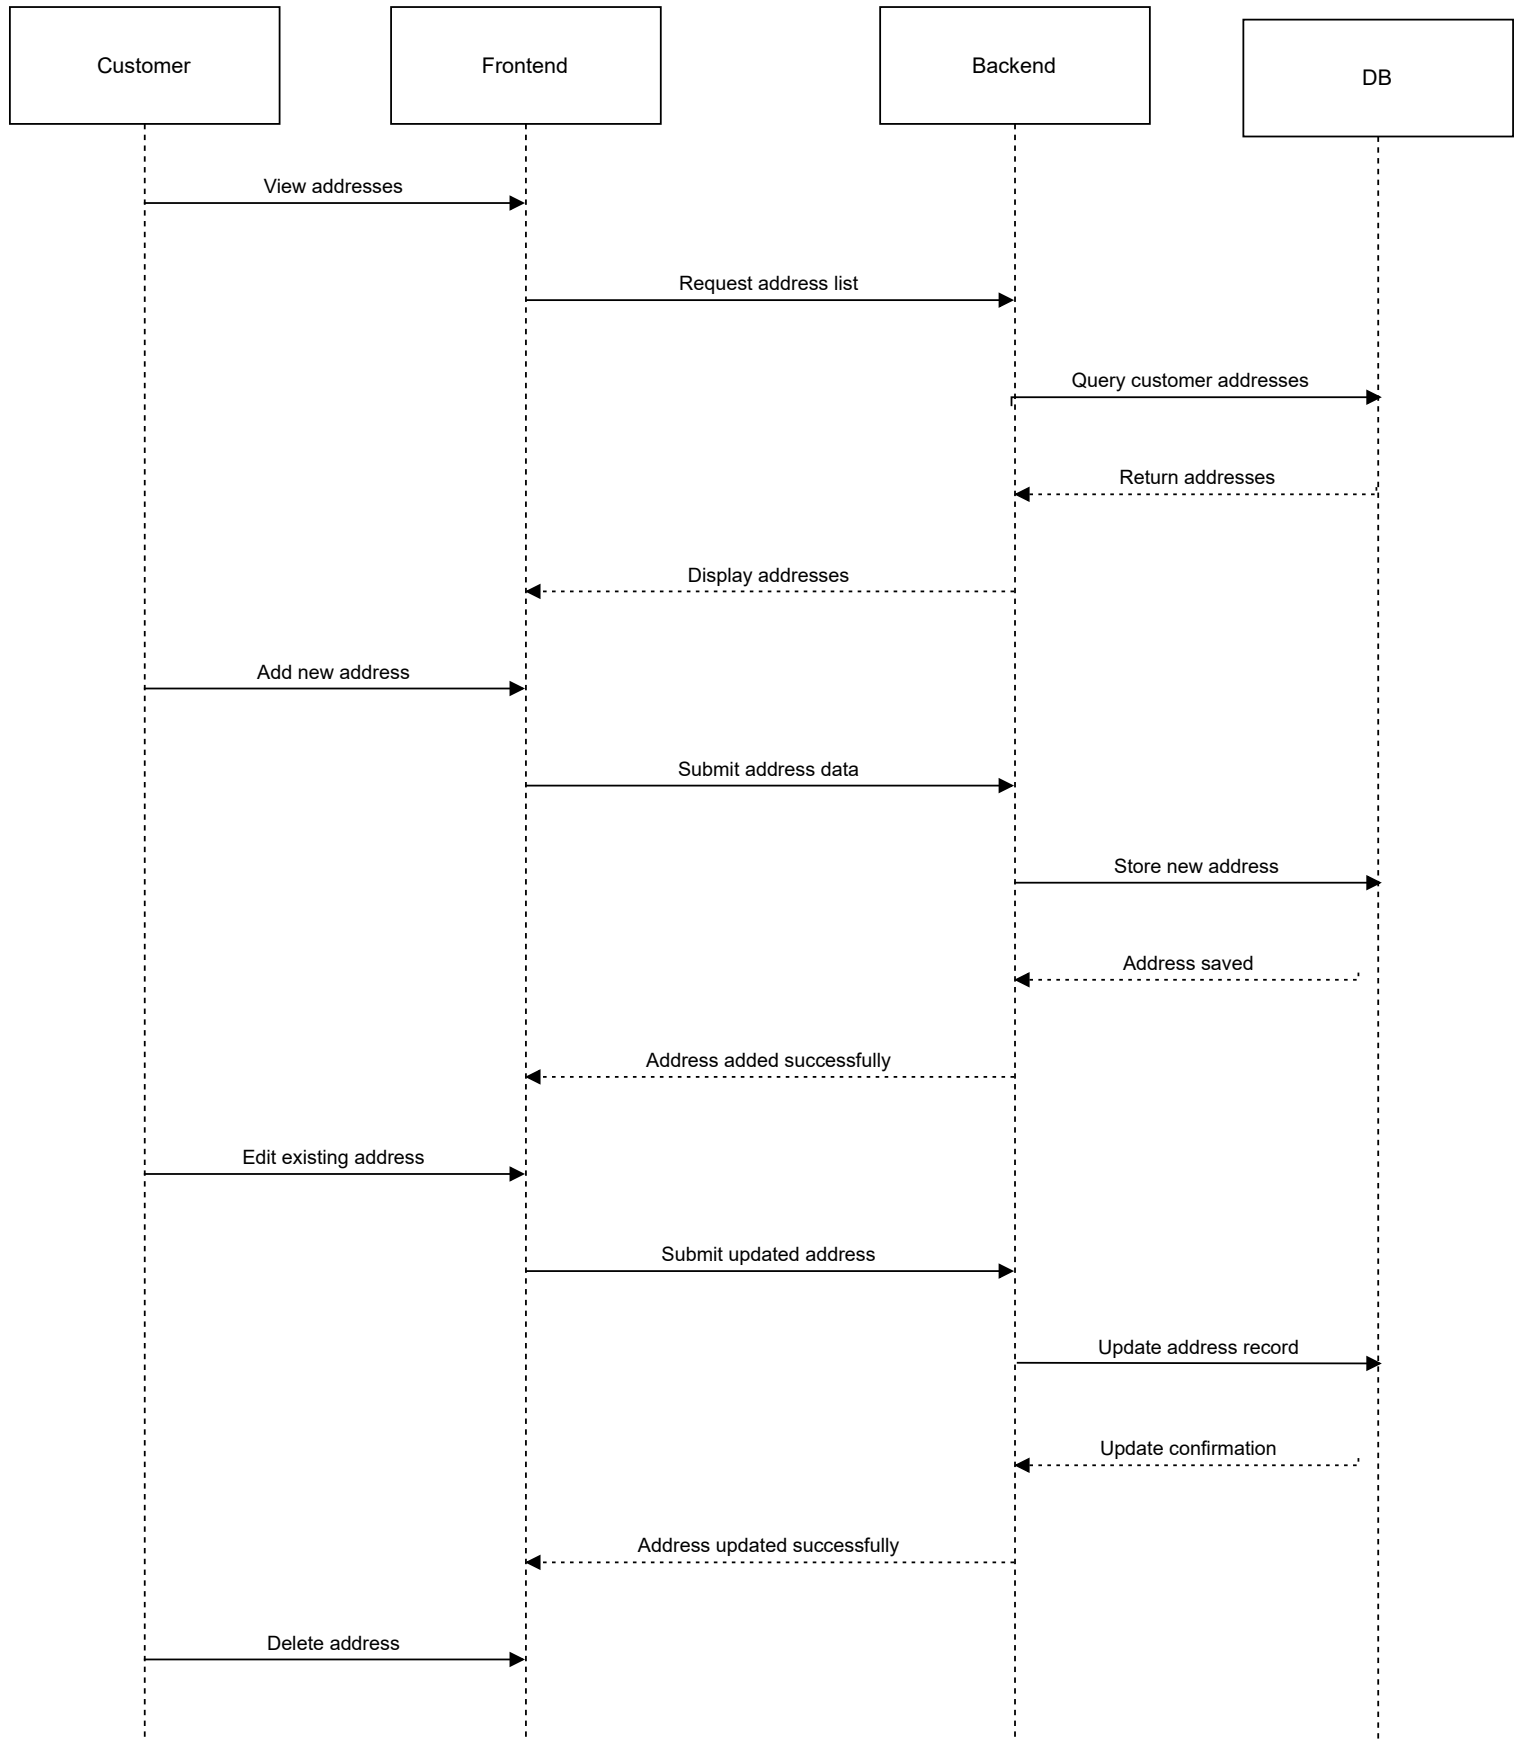 Customer
Frontend
Backend
DB
View addresses
Request address list
Query customer addresses
Return addresses
Display addresses
Add new address
Submit address data
Store new address
Address saved
Address added successfully
Edit existing address
Submit updated address
Update address record
Update confirmation
Address updated successfully
Delete address